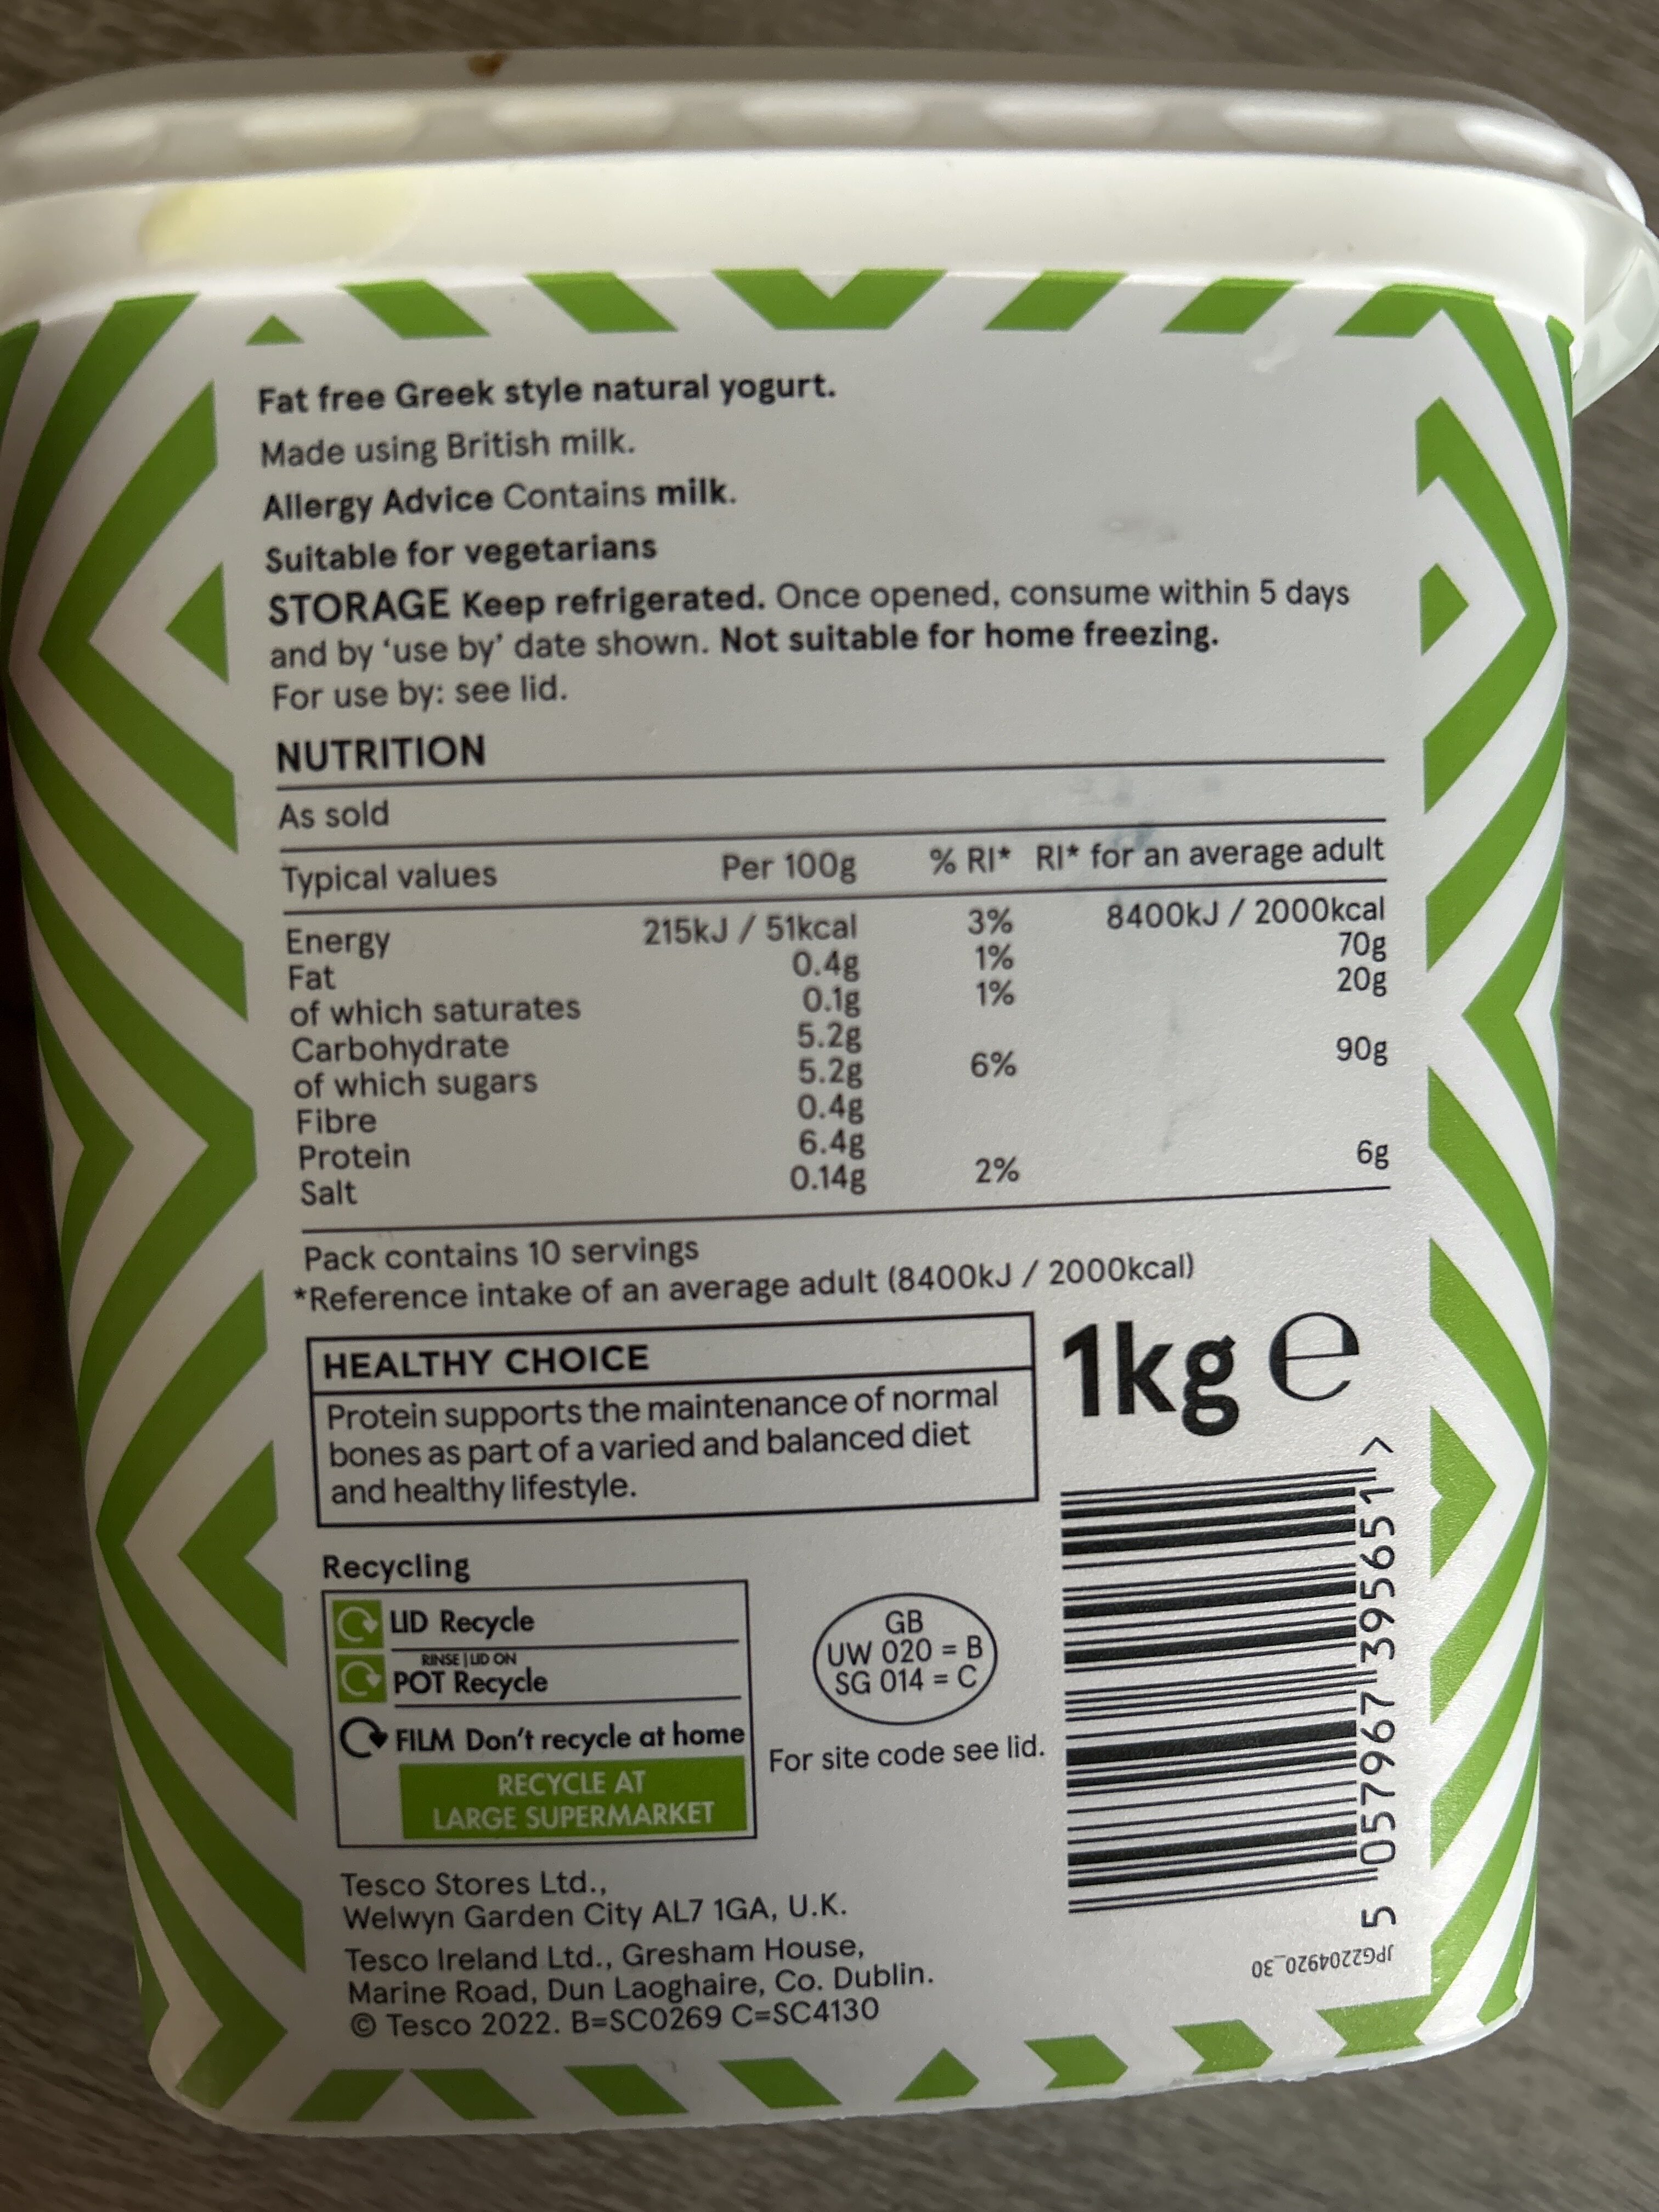 Fat free Greek style natural yogurt.
Made using British milk.
Allergy Advice Contains milk.
Suitable for vegetarians
STORAGE Keep refrigerated. Once opened, consume within 5 days
and by ‘use by’ date shown. Not suitable for home freezing.
For use by: see lid.
NUTRITION
As sold
Typical values Per 100g % RI* RI* for an average adult
Energy 215kJ / 51kcal 3% 8400kJ / 2000kcal
Fat 0.4g 1% 70g
of which saturates 0.1g 1% 20g
Carbohydrate 5.2g
of which sugars 5.2g 6% 90g
Fibre 0.4g
Protein 6.4g
Salt 0.14g 2% 6g
Pack contains 10 servings
*Reference intake of an average adult (8400kJ / 2000kcal)
HEALTHY CHOICE
Protein supports the maintenance of normal
bones as part of a varied and balanced diet
and healthy lifestyle.
1kg e
Recycling
LID Recycle
RINSE | LID ON
POT Recycle
FILM Don't recycle at home
RECYCLE AT
LARGE SUPERMARKET
GB
UW 020 = B
SG 014 = C
For site code see lid.
5 057967 395651 >
JPG2204920_30
Tesco Stores Ltd.,
Welwyn Garden City AL7 1GA, U.K.
Tesco Ireland Ltd., Gresham House,
Marine Road, Dun Laoghaire, Co. Dublin.
© Tesco 2022. B=SC0269 C=SC4130